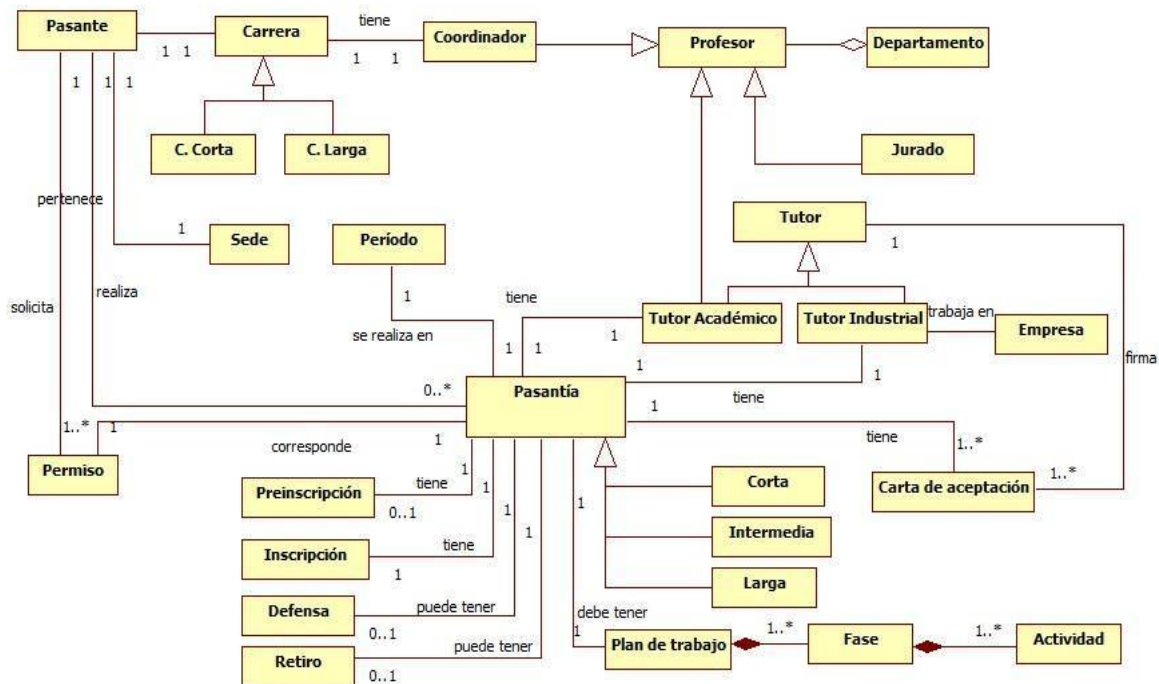 Pasante
Carrera
tiene
Coordinador
Profesor
Departamento
1 1
1 1
1
1
1
C. Corta
C. Larga
Jurado
pertenece
1
Sede
Período
Tutor
1
solicita
realiza
1
tiene
Tutor Académico
Tutor Industrial
trabaja en
Empresa
se realiza en
1
1
1
1
1
firma
0..*
Pasantía
1
tiene
1..*
1
1
tiene
1..*
corresponde
Permiso
1
tiene
1
1
1
Preinscripción
0..1
Corta
Carta de aceptación
1..*
1
Inscripción
tiene
1
Intermedia
Defensa
puede tener
0..1
Larga
debe tener
Retiro
puede tener
0..1
1
Plan de trabajo
1..*
Fase
1..*
Actividad